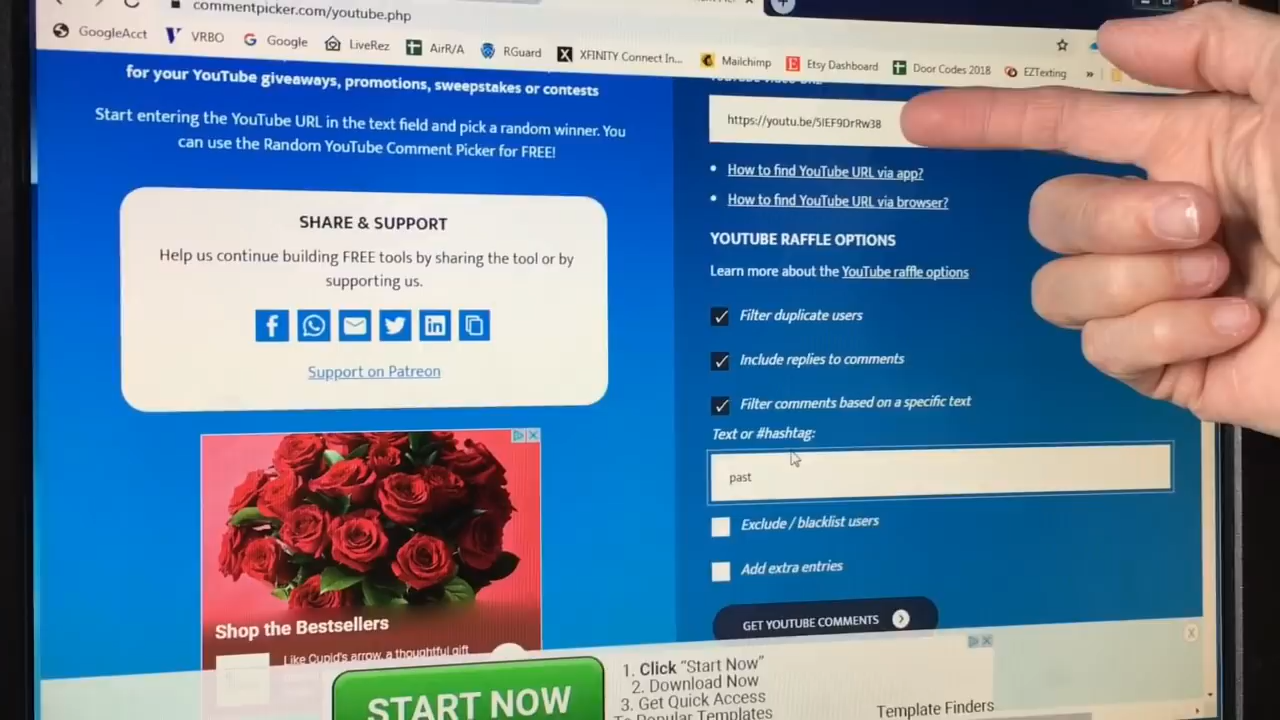 commentpicker.com/youtube.php
GoogleAcct VRBO Google LiveRez AirR/A RGuard XFINITY Connect In... Mailchimp Etsy Dashboard Door Codes 2018 EZTexting »
for your YouTube giveaways, promotions, sweepstakes or contests
Start entering the YouTube URL in the text field and pick a random winner. You
can use the Random YouTube Comment Picker for FREE!
SHARE & SUPPORT
Help us continue building FREE tools by sharing the tool or by
supporting us.
Support on Patreon
Shop the Bestsellers
Like Cupid's arrow, a thoughtful gift
https://youtu.be/5IEF9DrRw38
How to find YouTube URL via app?
How to find YouTube URL via browser?
YOUTUBE RAFFLE OPTIONS
Learn more about the YouTube raffle options
Filter duplicate users
Include replies to comments
Filter comments based on a specific text
Text or #hashtag:
past
Exclude / blacklist users
Add extra entries
GET YOUTUBE COMMENTS
START NOW
1. Click "Start Now"
2. Download Now
3. Get Quick Access
To Popular Templates
Template Finders